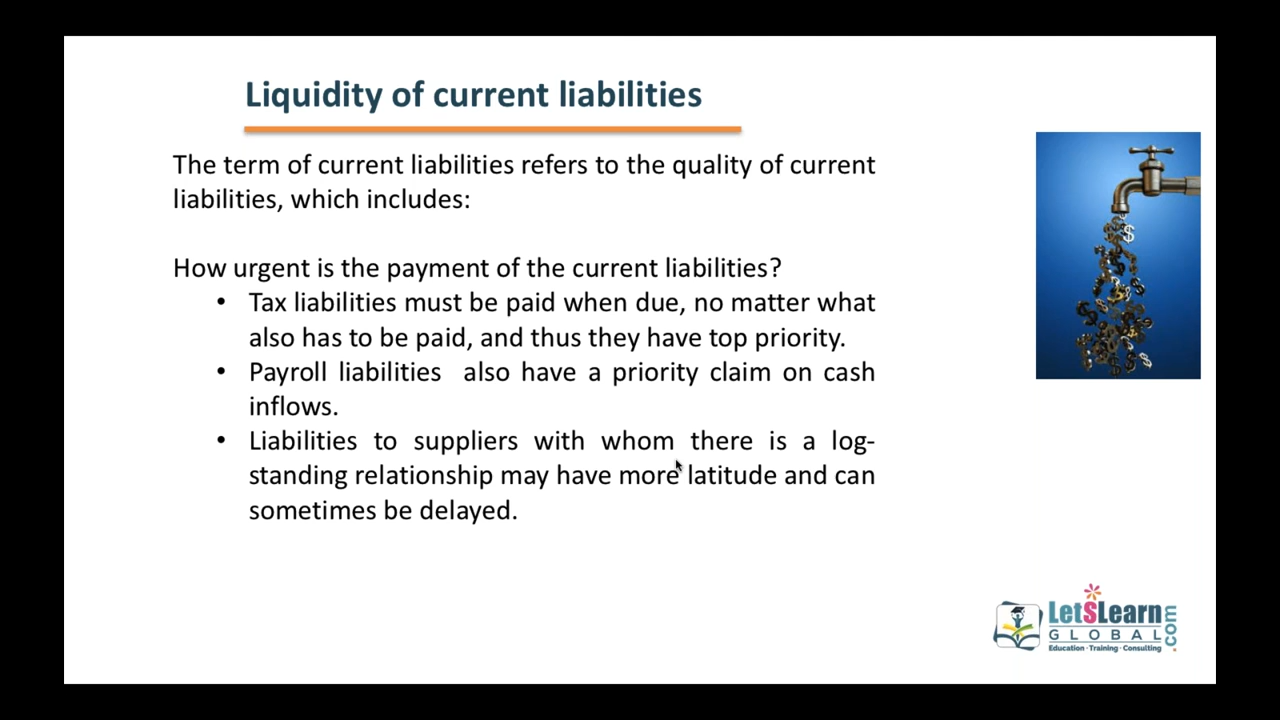 Liquidity of current liabilities
The term of current liabilities refers to the quality of current
liabilities, which includes:
How urgent is the payment of the current liabilities?
• Tax liabilities must be paid when due, no matter what
also has to be paid, and thus they have top priority.
• Payroll liabilities also have a priority claim on cash
inflows.
• Liabilities to suppliers with whom there is a log-
standing relationship may have more latitude and can
sometimes be delayed.
LetSLearn
GLOBAL
.com
Education · Training · Consulting